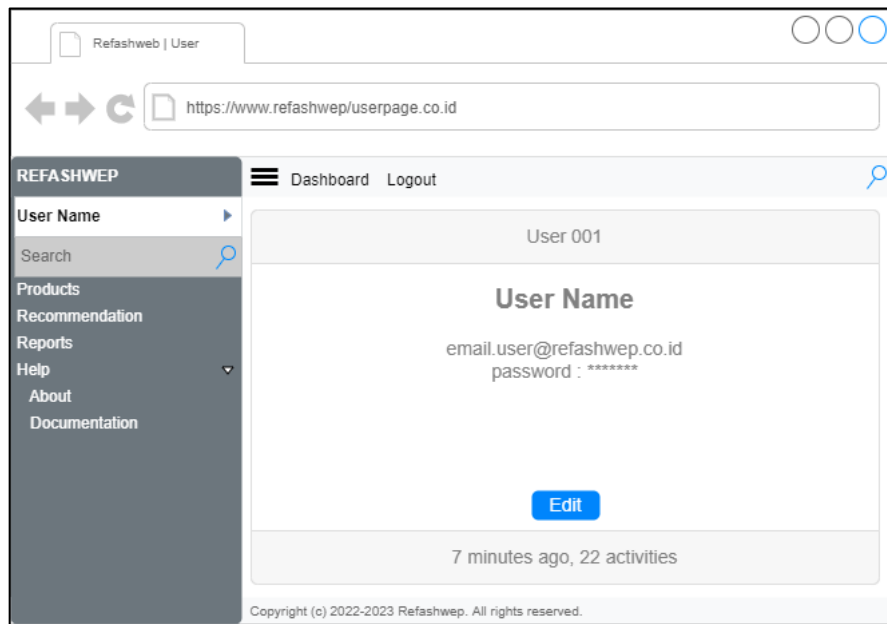 Refashweb | User
https://www.refashwep/userpage.co.id
REFASHWEP
User Name
Search
Products
Recommendation
Reports
Help
About
Documentation
Dashboard Logout
User 001
User Name
email.user@refashwep.co.id
password : *******
Edit
7 minutes ago, 22 activities
Copyright (c) 2022-2023 Refashwep. All rights reserved.